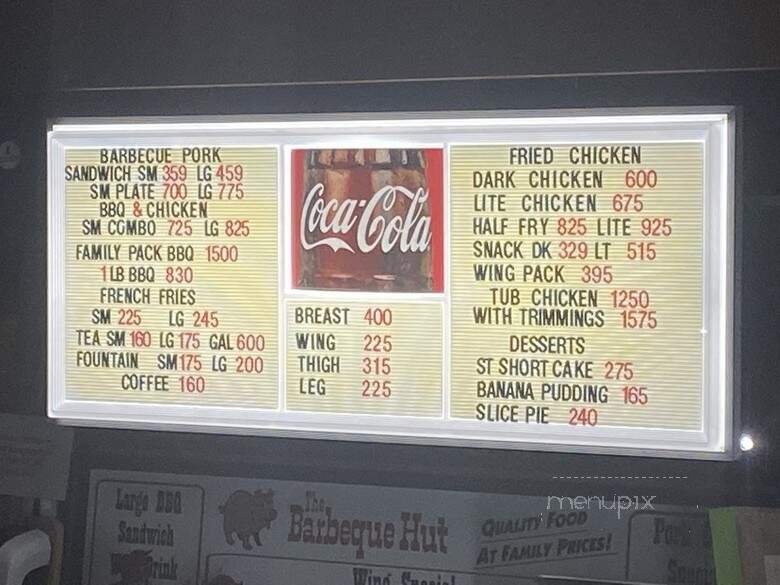 BARBECUE PORK
SANDWICH SM 359 LG 459
SM PLATE 700 LG 775
BBQ & CHICKEN
SM COMBO 725 LG 825
FAMILY PACK BBQ 1500
1 LB BBQ 830
FRENCH FRIES
SM 225 LG 245
TEA SM 160 LG 175 GAL 600
FOUNTAIN SM 175 LG 200
COFFEE 160
Coca-Cola
BREAST 400
WING 225
THIGH 315
LEG 225
FRIED CHICKEN
DARK CHICKEN 600
LITE CHICKEN 675
HALF FRY 825 LITE 925
SNACK DK 329 LT 515
WING PACK 395
TUB CHICKEN 1250
WITH TRIMMINGS 1575
DESSERTS
ST SHORT CAKE 275
BANANA PUDDING 165
SLICE PIE 240
menupix
Large BBQ
Sandwich
Drink
The
Barbeque Hut
Wing Special
QUALITY FOOD
AT FAMILY PRICES!